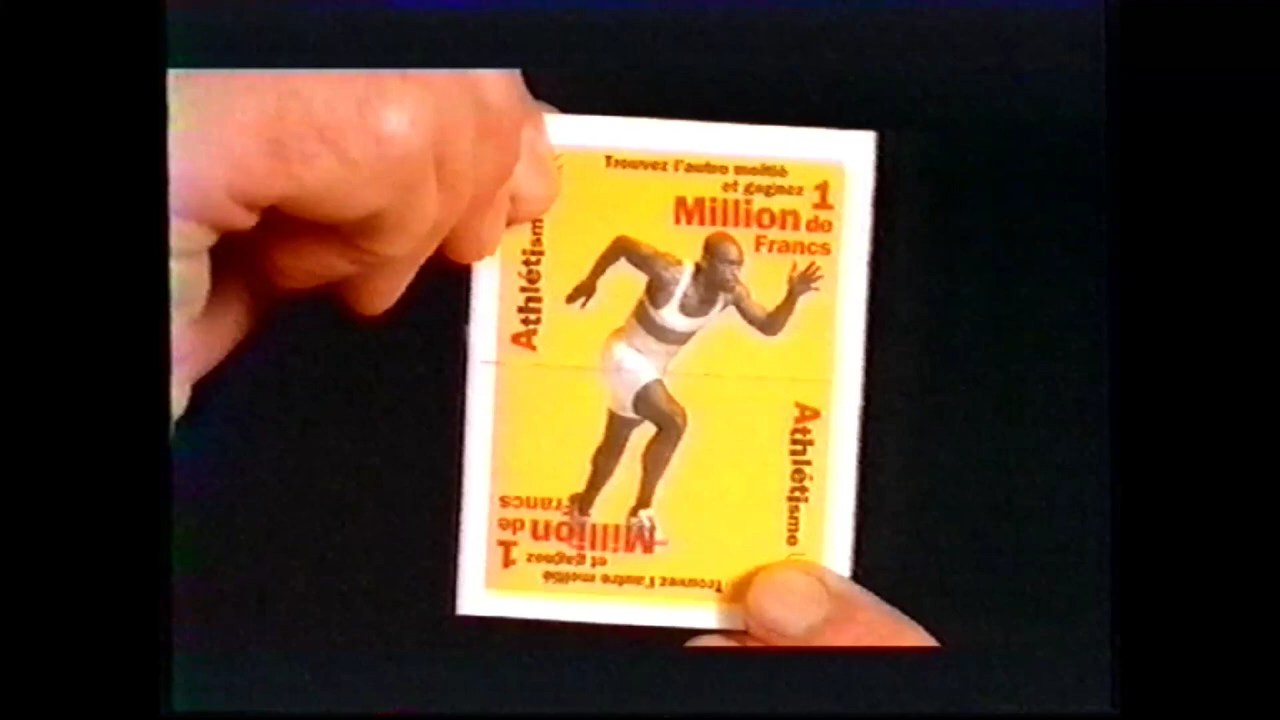 Trouvez l'autre moitié
et gagnez 1
Million de
Francs
Athlétism
Athlétisme
Francs
Million de
et gagnez 1
Trouvez l'autre moitié